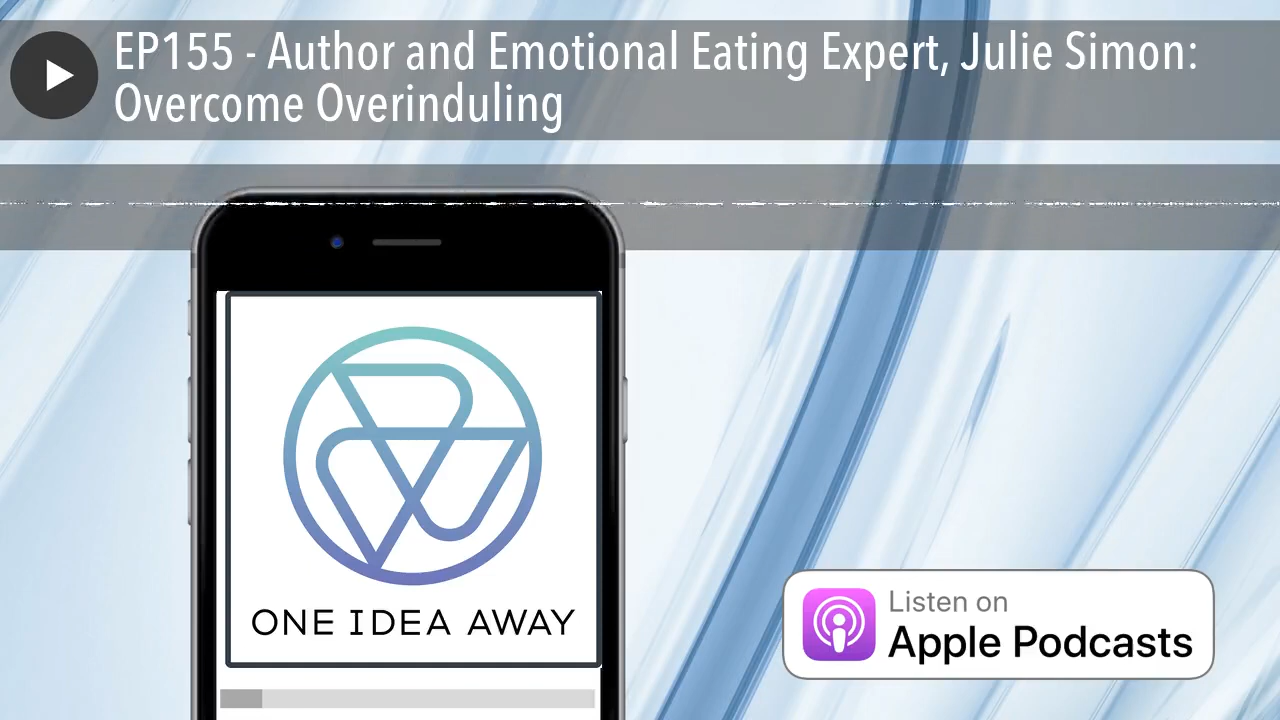 EP155 - Author and Emotional Eating Expert, Julie Simon:
Overcome Overinduling
ONE IDEA AWAY
Listen on
Apple Podcasts